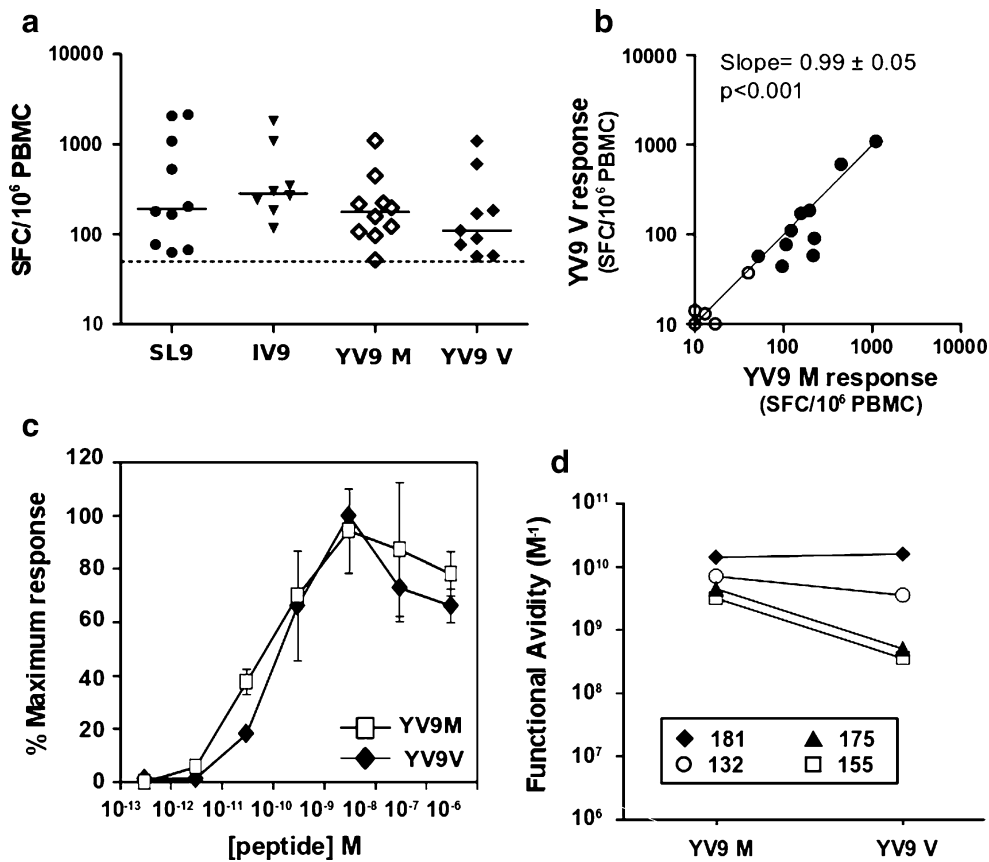 a
10000
1000
100
10
SFC/10⁶ PBMC
SL9
IV9
YV9 M
YV9 V
b
Slope= 0.99 ± 0.05
p<0.001
10000
1000
100
10
YV9 V response
(SFC/10⁶ PBMC)
10
100
1000
10000
YV9 M response
(SFC/10⁶ PBMC)
c
120
100
80
60
40
20
0
% Maximum response
YV9M
YV9V
10⁻¹³
10⁻¹²
10⁻¹¹
10⁻¹⁰
10⁻⁹
10⁻⁸
10⁻⁷
10⁻⁶
[peptide] M
d
10¹¹
10¹⁰
10⁹
10⁸
10⁷
10⁶
Functional Avidity (M⁻¹)
181
175
132
155
YV9 M
YV9 V